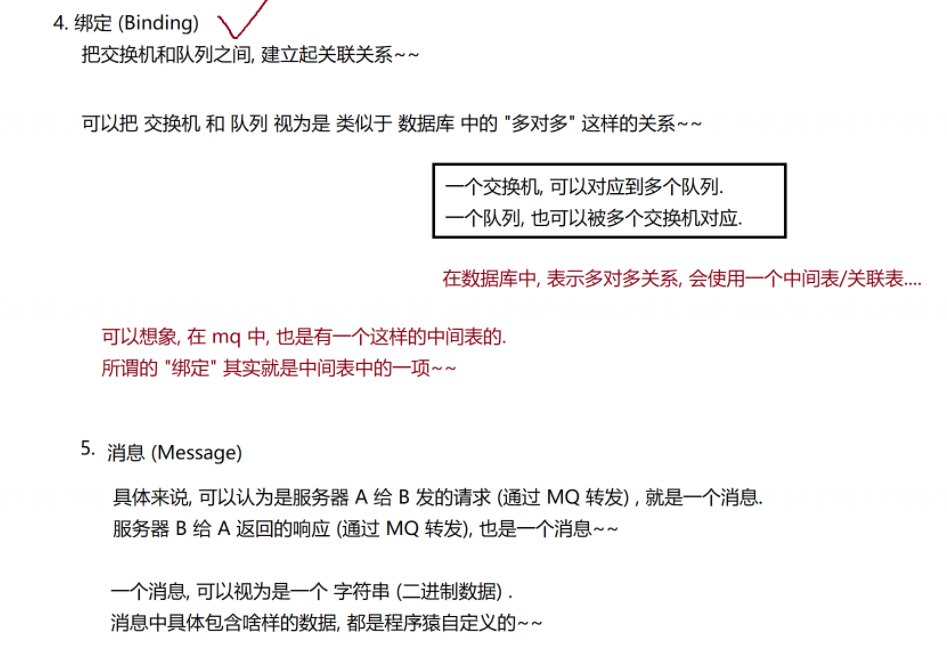 4. 绑定 (Binding)
把交换机和队列之间, 建立起关联关系~~
可以把 交换机 和 队列 视为是 类似于 数据库 中的 "多对多" 这样的关系~~
一个交换机, 可以对应到多个队列.
一个队列, 也可以被多个交换机对应.
在数据库中, 表示多对多关系, 会使用一个中间表/关联表....
可以想象, 在 mq 中, 也是有一个这样的中间表的.
所谓的 "绑定" 其实就是中间表中的一项~~
5. 消息 (Message)
具体来说, 可以认为是服务器 A 给 B 发的请求 (通过 MQ 转发) , 就是一个消息.
服务器 B 给 A 返回的响应 (通过 MQ 转发), 也是一个消息~~
一个消息, 可以视为是一个 字符串 (二进制数据) .
消息中具体包含啥样的数据, 都是程序猿自定义的~~